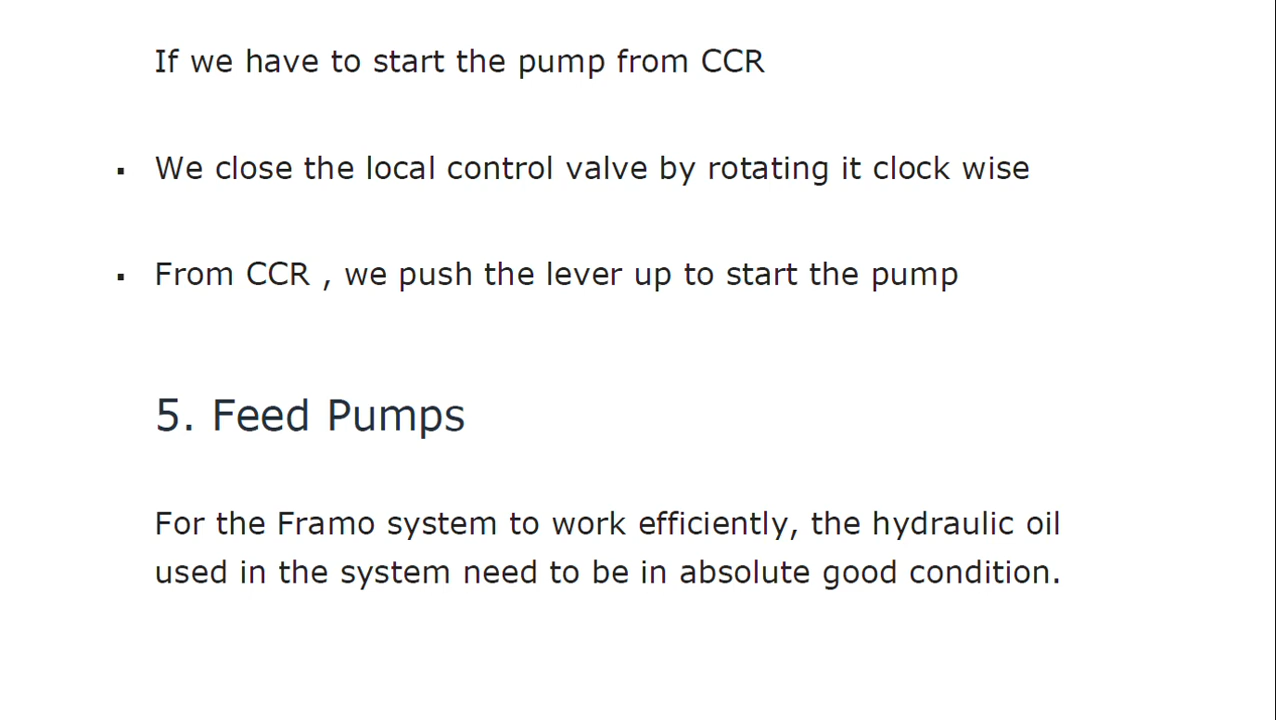 If we have to start the pump from CCR
▪ We close the local control valve by rotating it clock wise
▪ From CCR , we push the lever up to start the pump
5. Feed Pumps
For the Framo system to work efficiently, the hydraulic oil
used in the system need to be in absolute good condition.